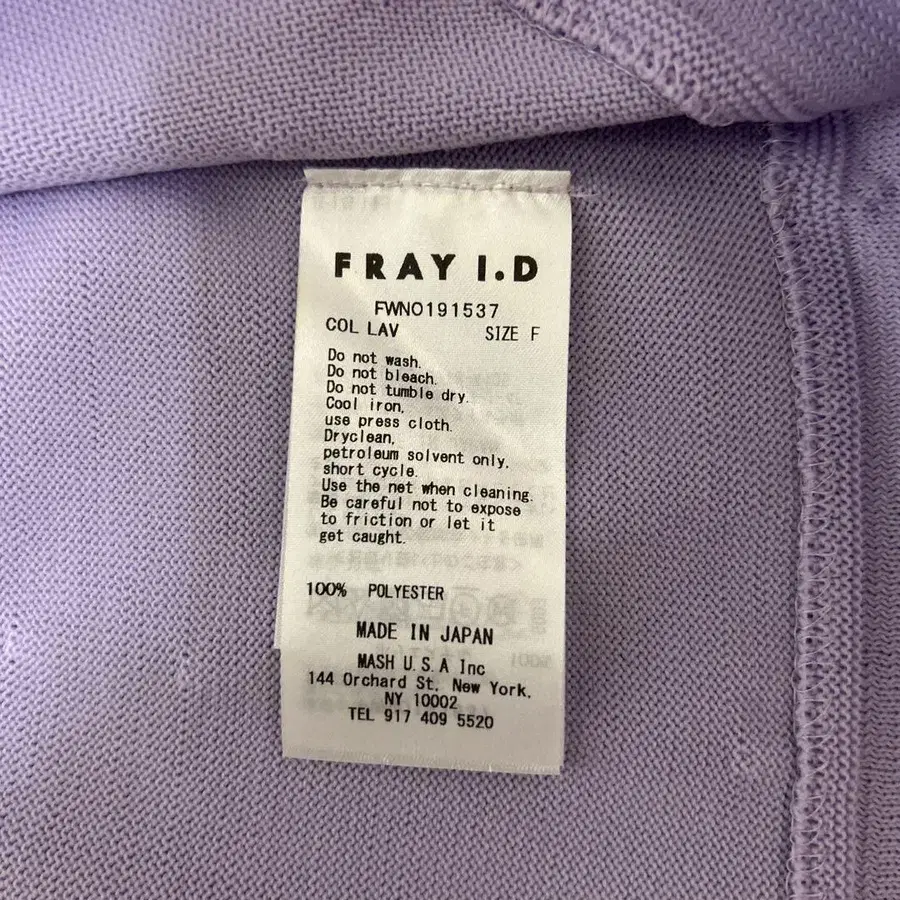 FRAY I.D
FWNO191537
COL LAV SIZE F
Do not wash.
Do not bleach.
Do not tumble dry.
Cool iron,
use press cloth.
Dryclean,
petroleum solvent only,
short cycle.
Use the net when cleaning.
Be careful not to expose
to friction or let it
get caught.
100% POLYESTER
MADE IN JAPAN
MASH U.S.A Inc
144 Orchard St, New York,
NY 10002
TEL 917 409 5520